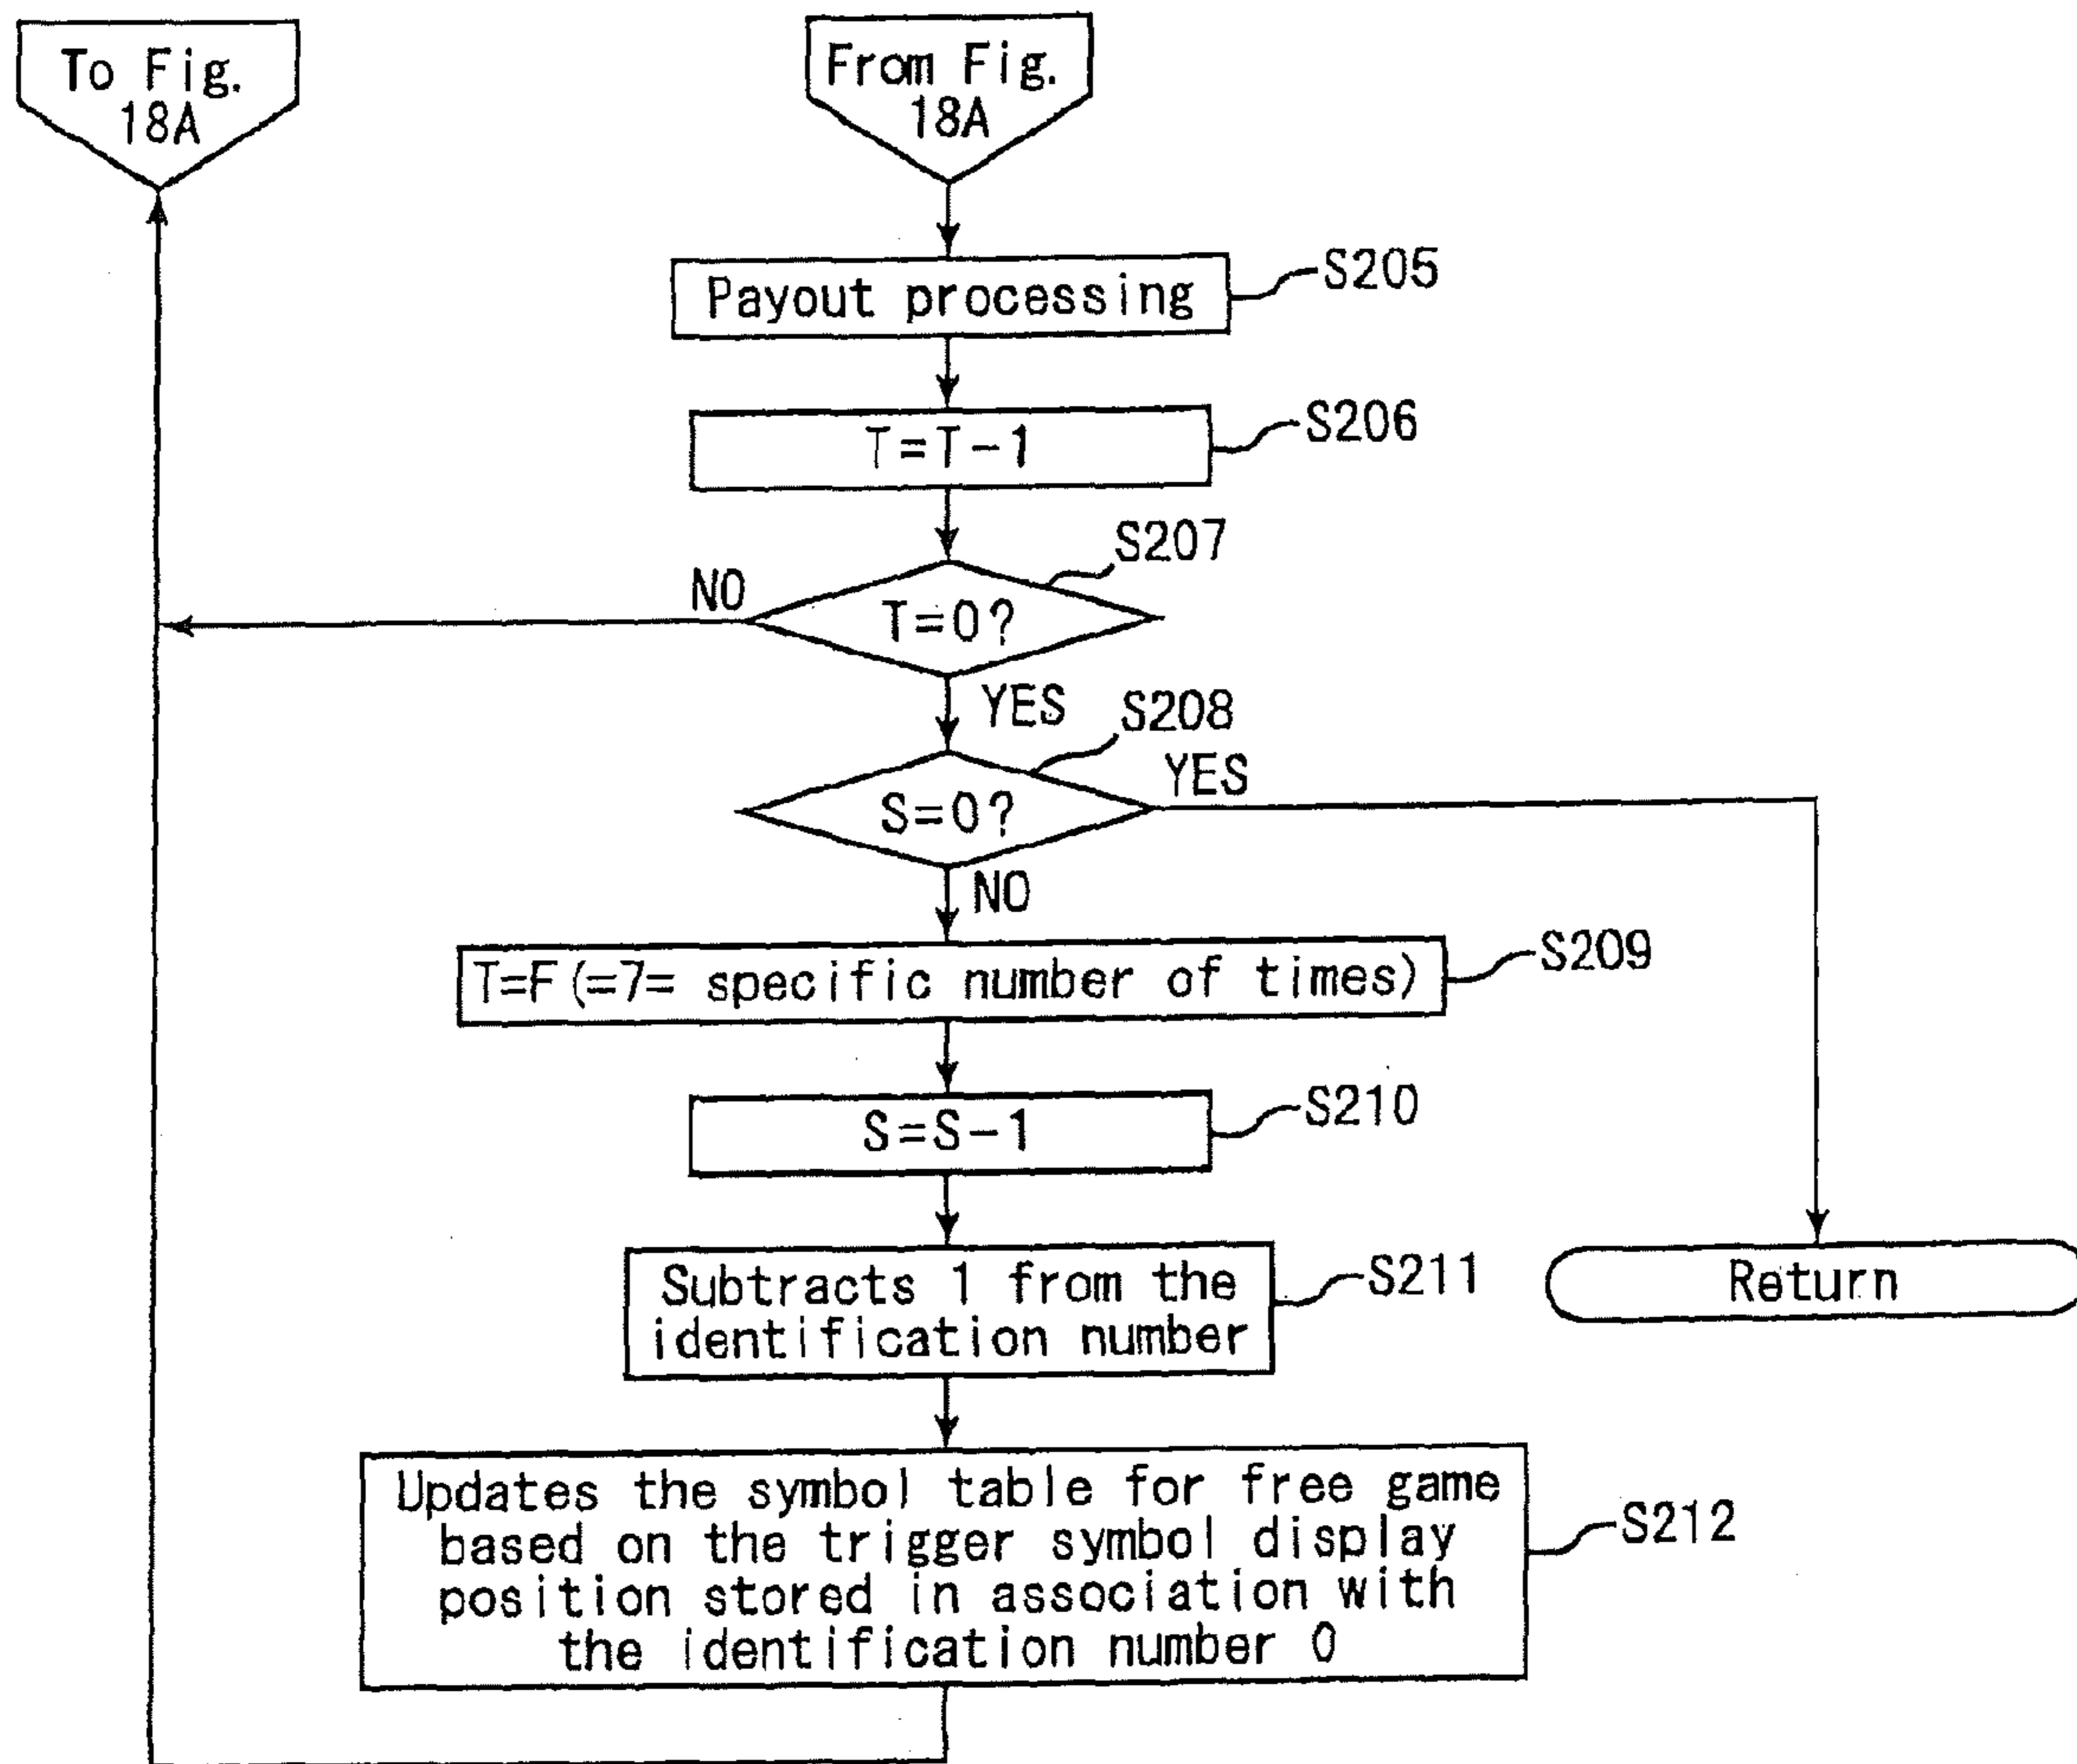 To Fig.
18A
From Fig.
18A
Payout processing
S205
T=T-1
S206
S207
NO
T=0?
YES
S208
YES
S=0?
NO
T=F(=7= specific number of times)
S209
S=S-1
S210
Subtracts 1 from the
identification number
S211
Return
Updates the symbol table for free game
based on the trigger symbol display
position stored in association with
the identification number 0
S212